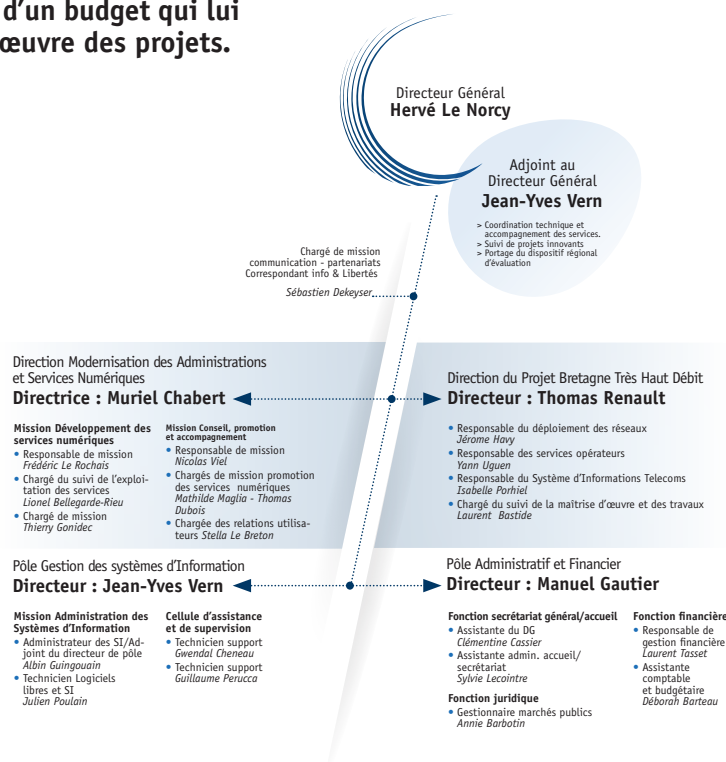 d’un budget qui lui
œuvre des projets.
Directeur Général
Hervé Le Norcy
Adjoint au
Directeur Général
Jean-Yves Vern
> Coordination technique et
accompagnement des services.
> Suivi de projets innovants
> Portage du dispositif régional
d’évaluation
Chargé de mission
communication - partenariats
Correspondant info & Libertés
Sébastien Dekeyser
Direction Modernisation des Administrations
et Services Numériques
Directrice : Muriel Chabert
Mission Développement des
services numériques
• Responsable de mission
Frédéric Le Rochais
• Chargé du suivi de l’exploi-
tation des services
Lionel Bellegarde-Rieu
• Chargé de mission
Thierry Gonidec
Mission Conseil, promotion
et accompagnement
• Responsable de mission
Nicolas Viel
• Chargés de mission promotion
des services numériques
Mathilde Maglia - Thomas
Dubois
• Chargée des relations utilisa-
teurs Stella Le Breton
Direction du Projet Bretagne Très Haut Débit
Directeur : Thomas Renault
• Responsable du déploiement des réseaux
Jérome Havy
• Responsable des services opérateurs
Yann Uguen
• Responsable du Système d’Informations Telecoms
Isabelle Porhiel
• Chargé du suivi de la maîtrise d’œuvre et des travaux
Laurent Bastide
Pôle Gestion des systèmes d’Information
Directeur : Jean-Yves Vern
Mission Administration des
Systèmes d’Information
• Administrateur des SI/Ad-
joint du directeur de pôle
Albin Guingouain
• Technicien Logiciels
libres et SI
Julien Poulain
Cellule d’assistance
et de supervision
• Technicien support
Gwendal Cheneau
• Technicien support
Guillaume Perucca
Pôle Administratif et Financier
Directeur : Manuel Gautier
Fonction secrétariat général/accueil
• Assistante du DG
Clémentine Cassier
• Assistante admin. accueil/
secrétariat
Sylvie Lecointre
Fonction juridique
• Gestionnaire marchés publics
Annie Barbotin
Fonction financière
• Responsable de
gestion financière
Laurent Tasset
• Assistante
comptable
et budgétaire
Déborah Barteau